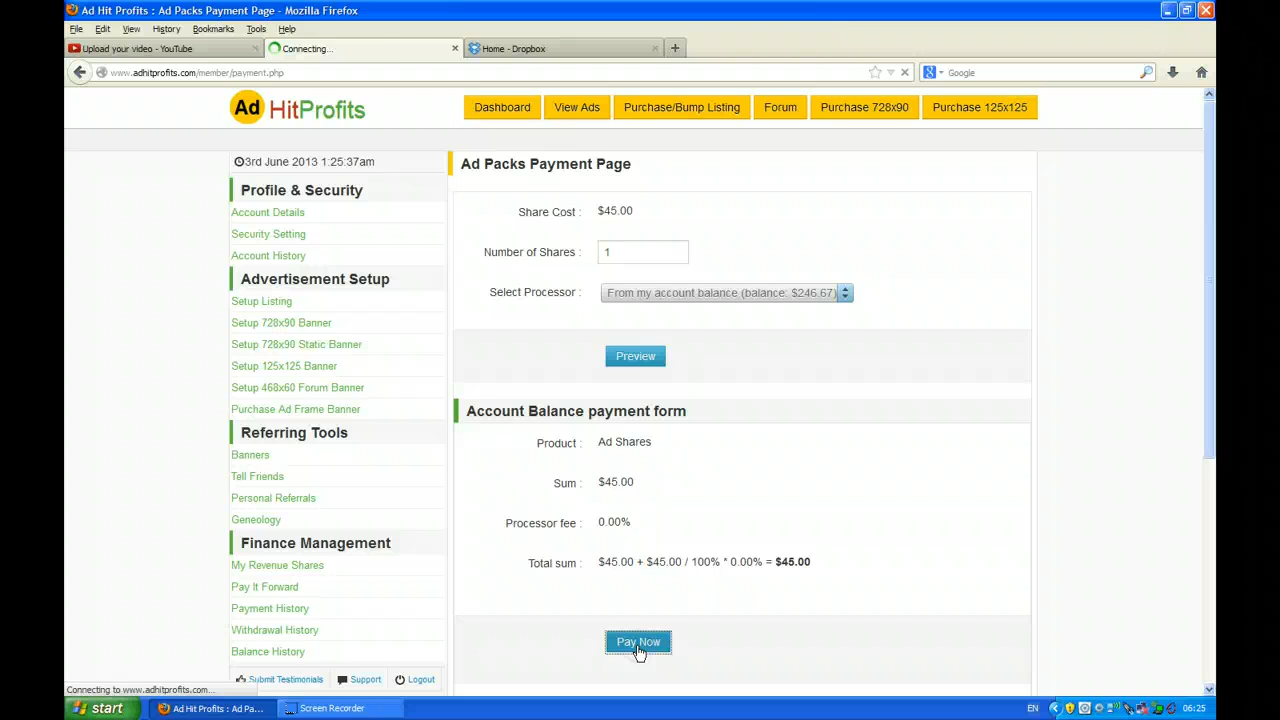 Ad Hit Profits : Ad Packs Payment Page - Mozilla Firefox
File Edit View History Bookmarks Tools Help
Upload your video - YouTube
Connecting...
Home - Dropbox
www.adhitprofits.com/member/payment.php
Google
Ad HitProfits
Dashboard
View Ads
Purchase/Bump Listing
Forum
Purchase 728x90
Purchase 125x125
3rd June 2013 1:25:37am
Profile & Security
Account Details
Security Setting
Account History
Advertisement Setup
Setup Listing
Setup 728x90 Banner
Setup 728x90 Static Banner
Setup 125x125 Banner
Setup 468x60 Forum Banner
Purchase Ad Frame Banner
Referring Tools
Banners
Tell Friends
Personal Referrals
Geneology
Finance Management
My Revenue Shares
Pay It Forward
Payment History
Withdrawal History
Balance History
Submit Testimonials
Support
Logout
Ad Packs Payment Page
Share Cost : $45.00
Number of Shares : 1
Select Processor : From my account balance (balance: $246.67)
Preview
Account Balance payment form
Product : Ad Shares
Sum : $45.00
Processor fee : 0.00%
Total sum : $45.00 + $45.00 / 100% * 0.00% = $45.00
Pay Now
Connecting to www.adhitprofits.com...
start
Ad Hit Profits : Ad Pa...
Screen Recorder
EN
06:25